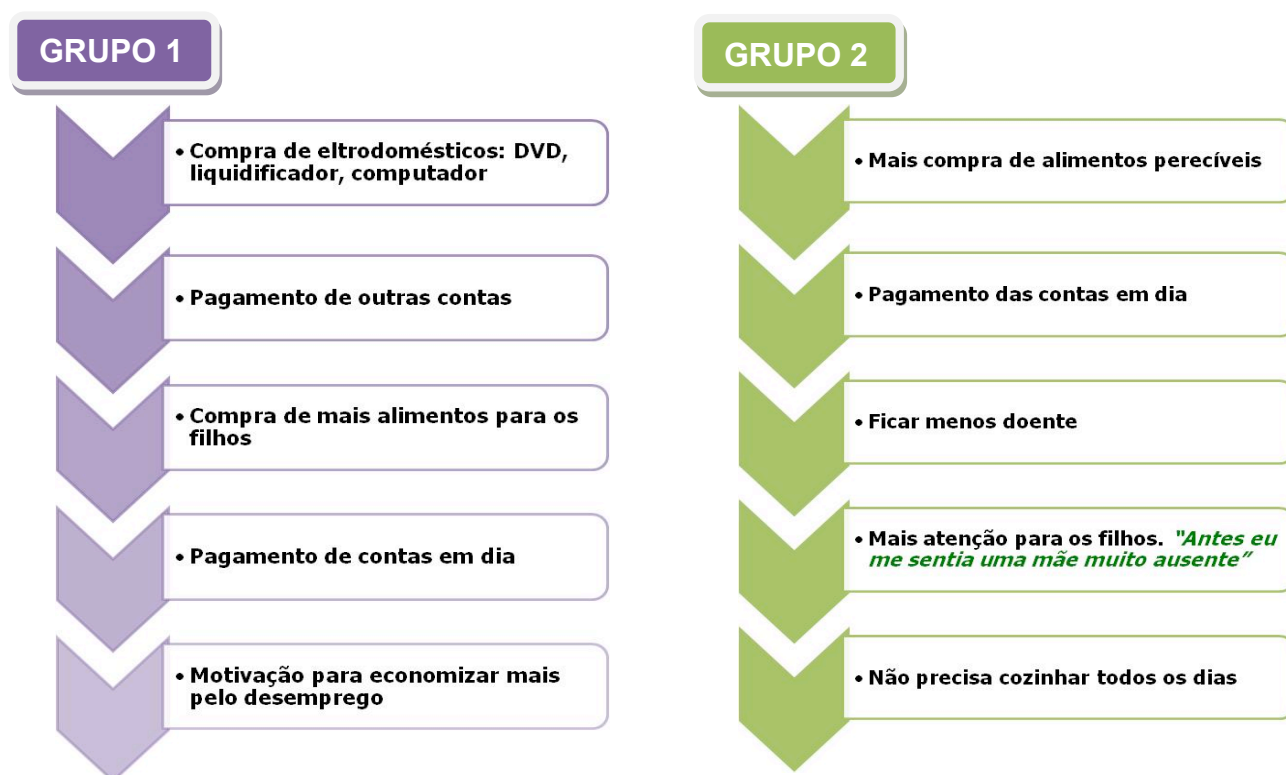 GRUPO 1
• Compra de eltrodomésticos: DVD,
liquidificador, computador
• Pagamento de outras contas
• Compra de mais alimentos para os
filhos
• Pagamento de contas em dia
• Motivação para economizar mais
pelo desemprego
GRUPO 2
• Mais compra de alimentos perecíveis
• Pagamento das contas em dia
• Ficar menos doente
• Mais atenção para os filhos. "Antes eu
me sentia uma mãe muito ausente"
• Não precisa cozinhar todos os dias